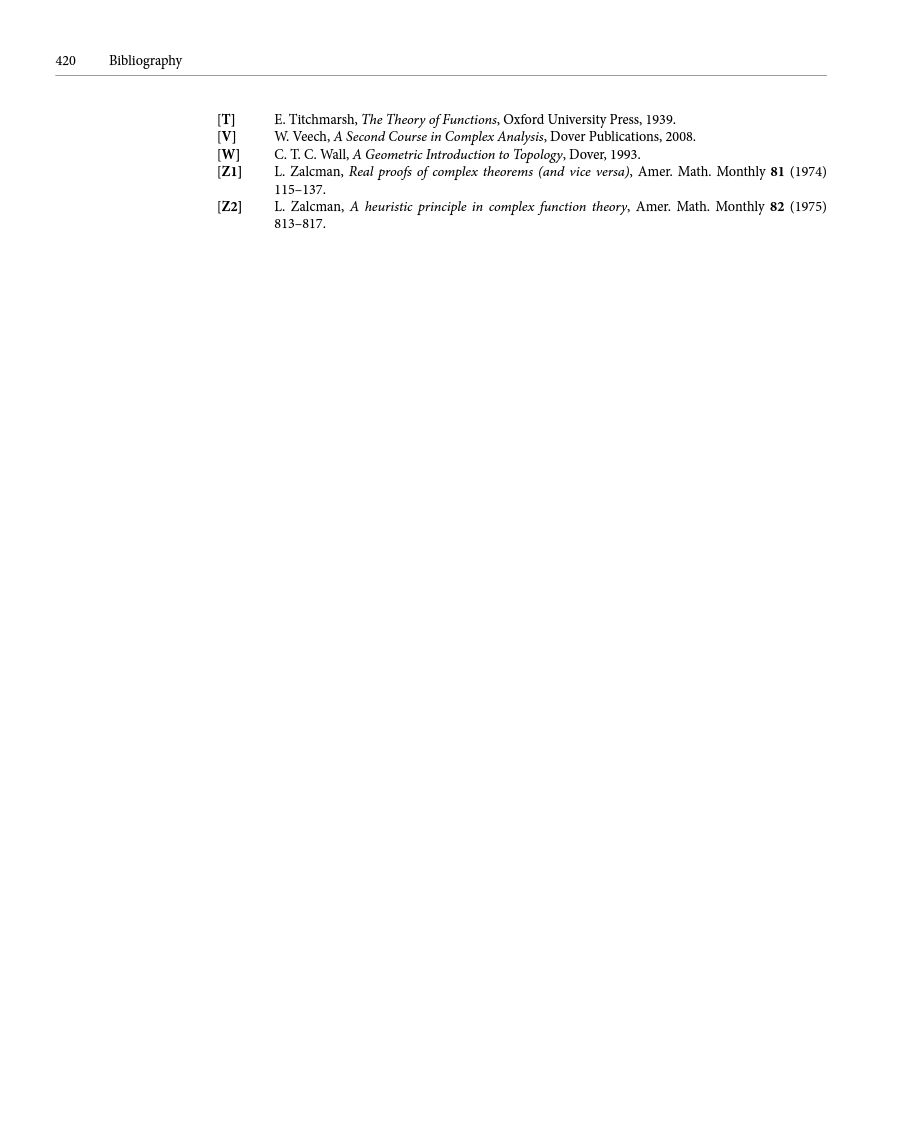 420 Bibliography
[T] E. Titchmarsh, The Theory of Functions, Oxford University Press, 1939.
[V] W. Veech, A Second Course in Complex Analysis, Dover Publications, 2008.
[W] C. T. C. Wall, A Geometric Introduction to Topology, Dover, 1993.
[Z1] L. Zalcman, Real proofs of complex theorems (and vice versa), Amer. Math. Monthly 81 (1974)
115–137.
[Z2] L. Zalcman, A heuristic principle in complex function theory, Amer. Math. Monthly 82 (1975)
813–817.